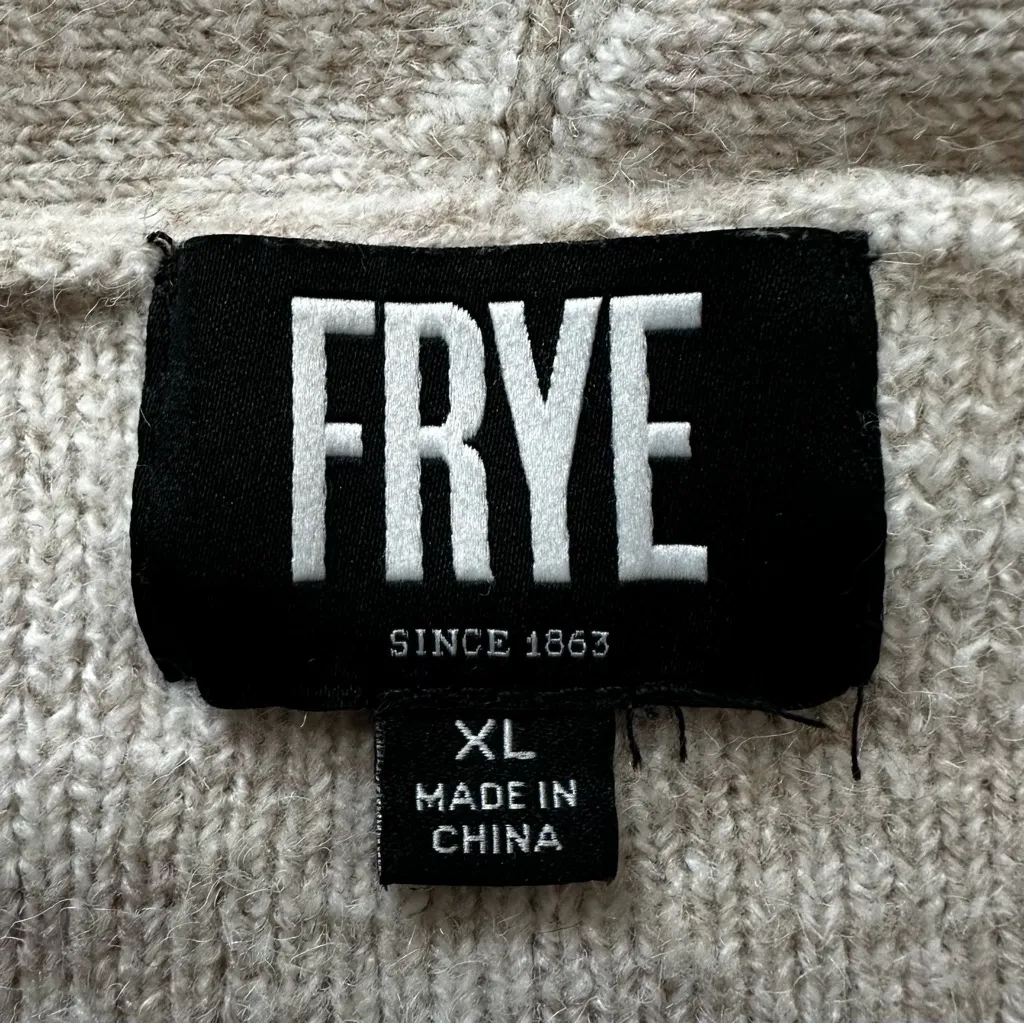 FRYE
SINCE 1863
XL
MADE IN
CHINA